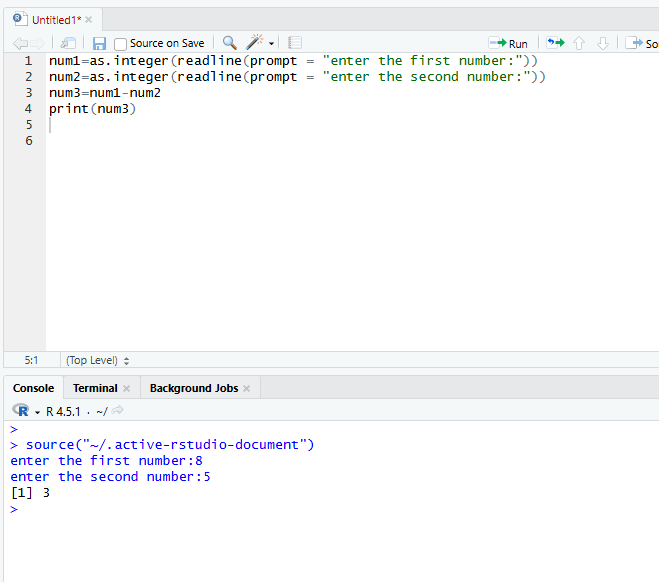 Untitled1*
Source on Save Run So
1 num1=as.integer(readline(prompt = "enter the first number:"))
2 num2=as.integer(readline(prompt = "enter the second number:"))
3 num3=num1-num2
4 print(num3)
5
6
5:1 (Top Level)
Console Terminal Background Jobs
R R 4.5.1 · ~/
>
> source("~/.active-rstudio-document")
enter the first number:8
enter the second number:5
[1] 3
>